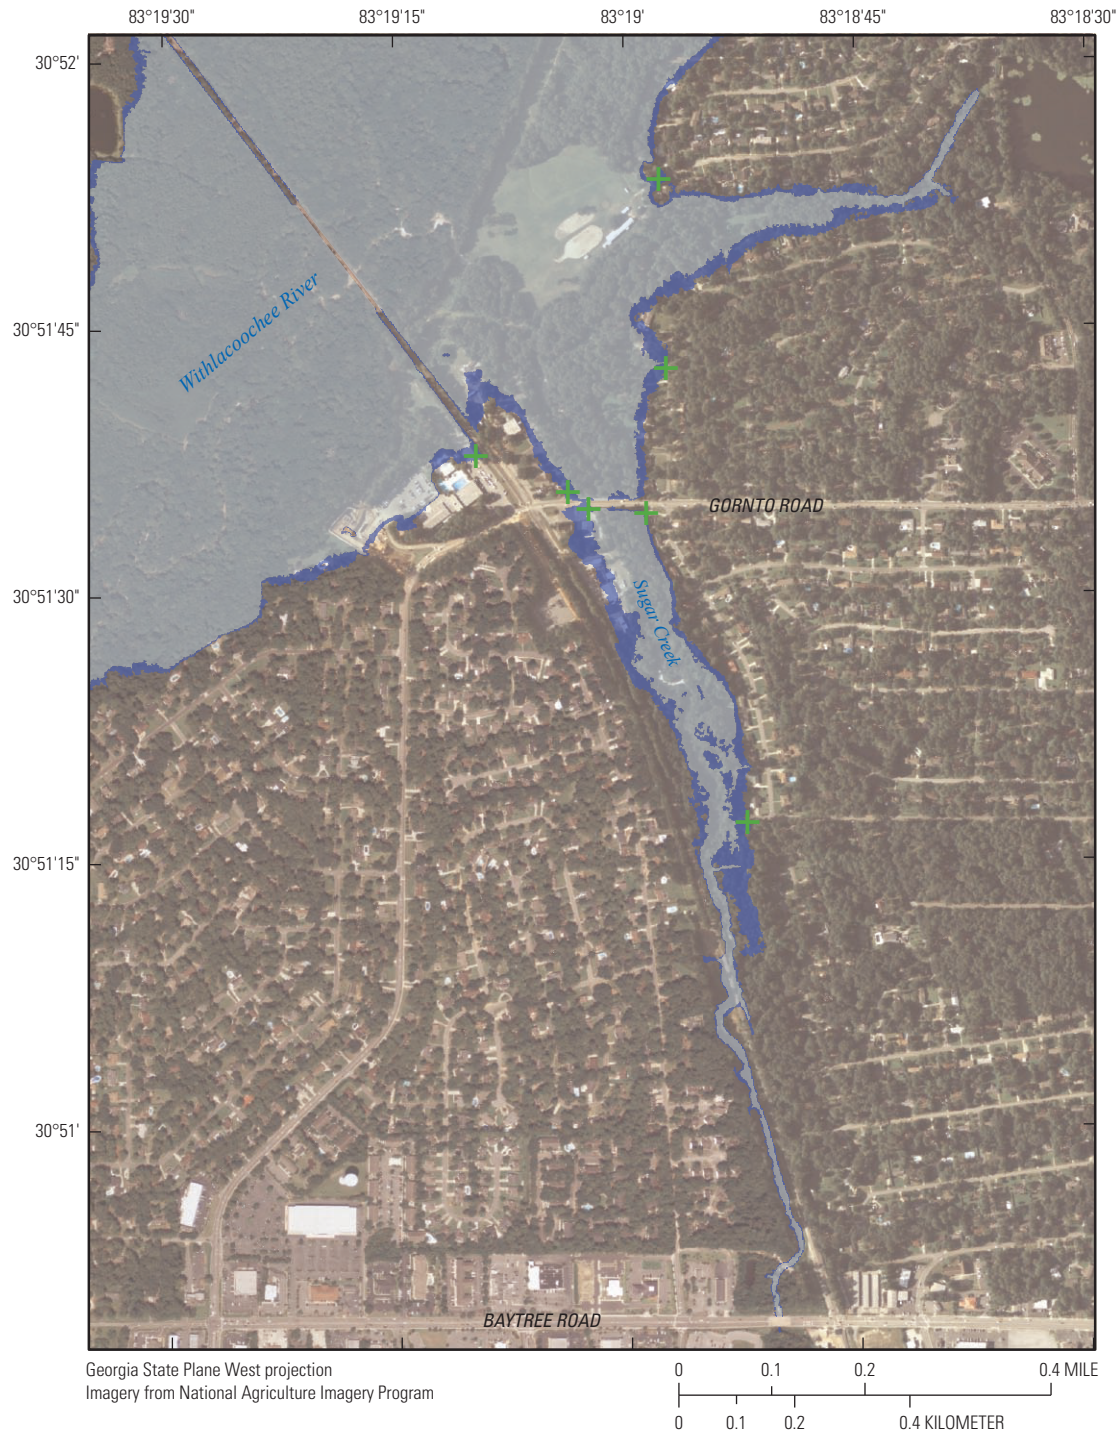 83°19'30"
83°19'15"
83°19'
83°18'45"
83°18'30"
30°52'
30°51'45"
Withlacoochee River
GORNTO ROAD
30°51'30"
Sugar Creek
30°51'15"
30°51'
BAYTREE ROAD
Georgia State Plane West projection
Imagery from National Agriculture Imagery Program
0 0.1 0.2 0.4 MILE
0 0.1 0.2 0.4 KILOMETER